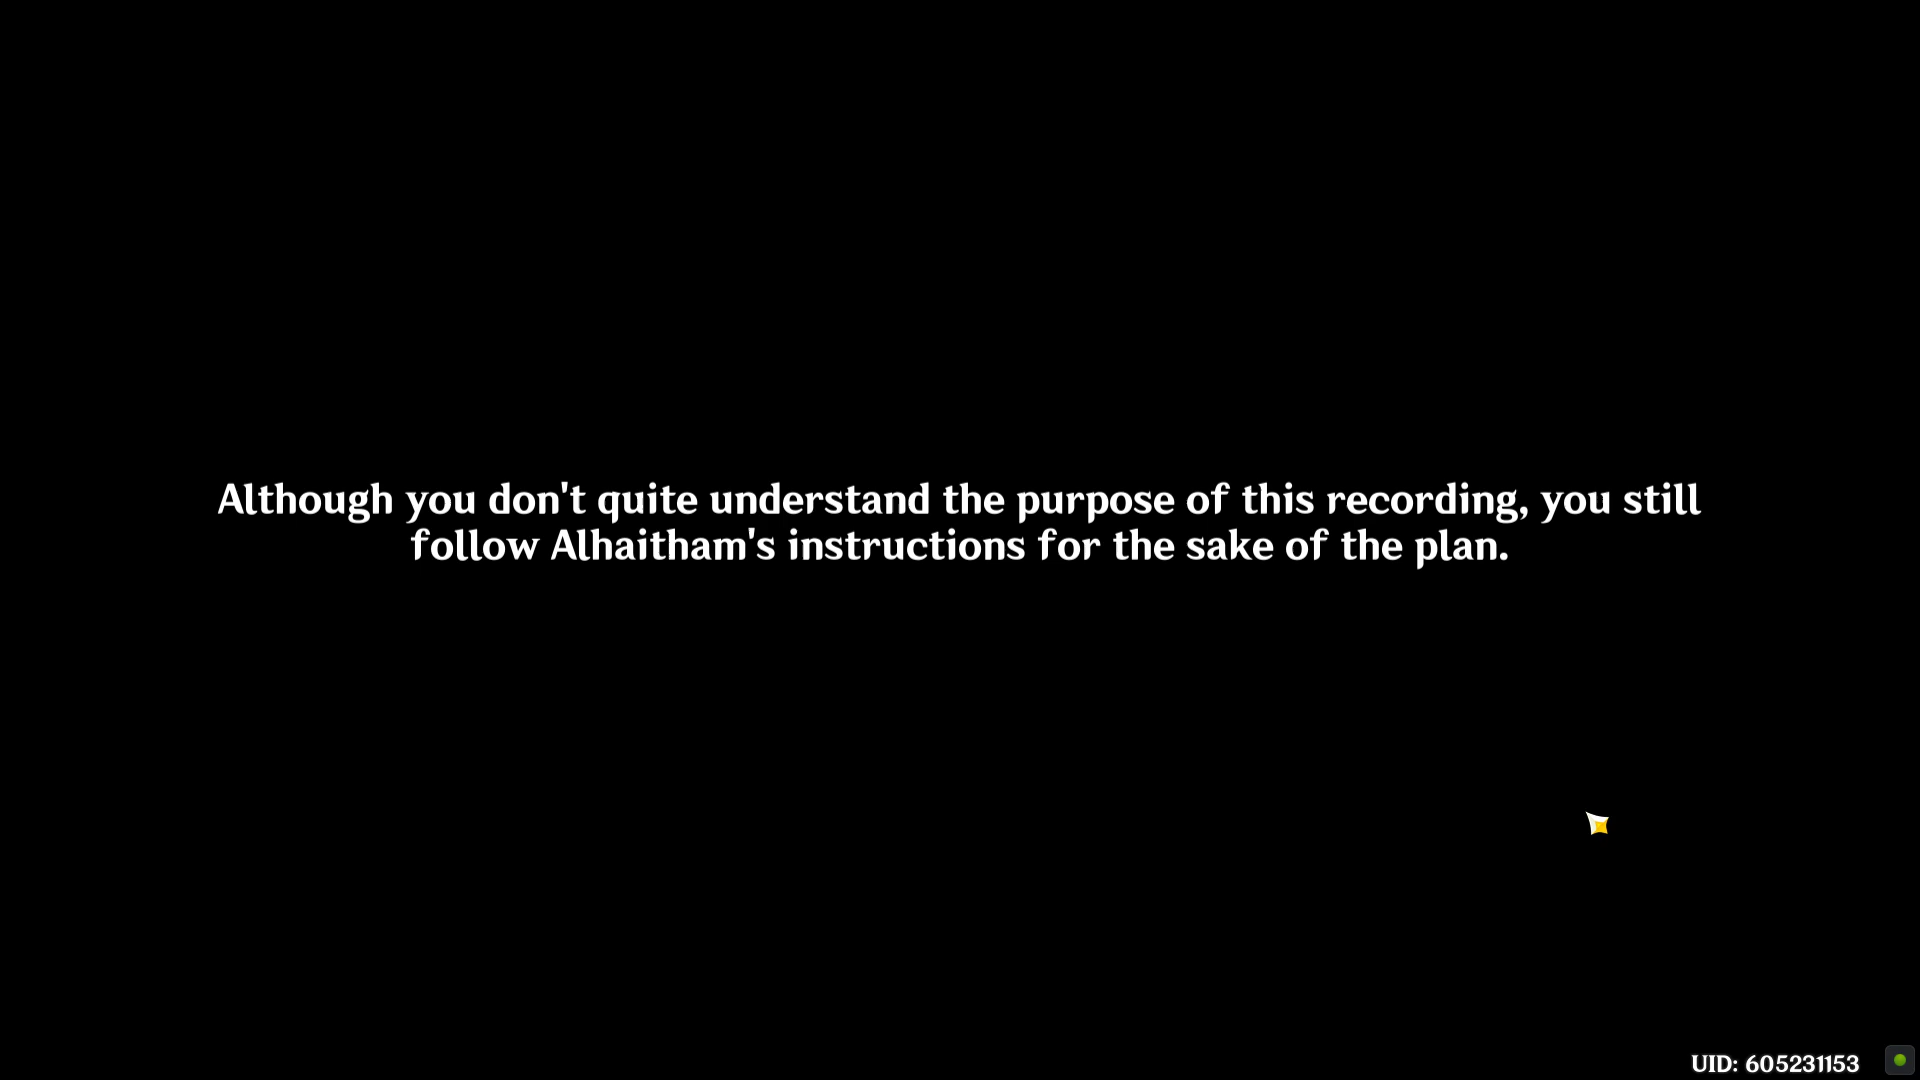 Although you don't quite understand the purpose of this recording, you still
follow Alhaitham's instructions for the sake of the plan.
UID: 605231153